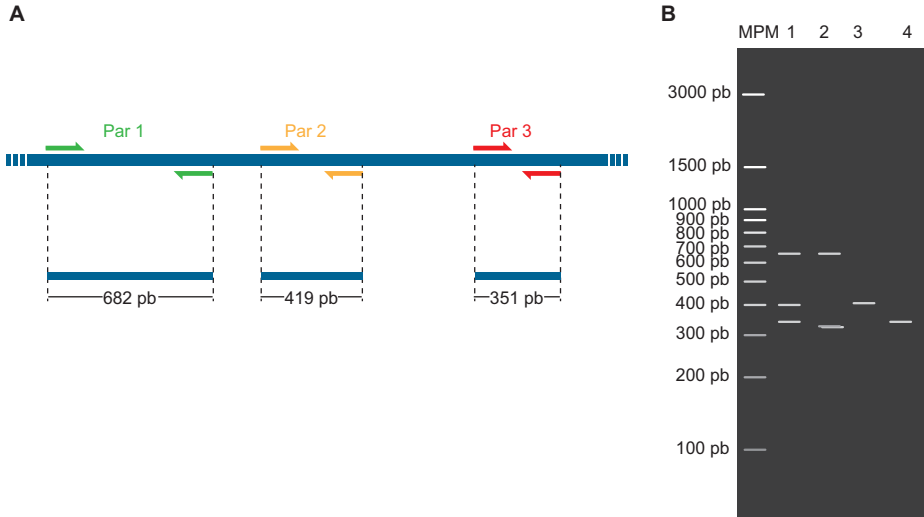 A
Par 1 Par 2 Par 3
682 pb 419 pb 351 pb
B
MPM 1 2 3 4
3000 pb
1500 pb
1000 pb
900 pb
800 pb
700 pb
600 pb
500 pb
400 pb
300 pb
200 pb
100 pb